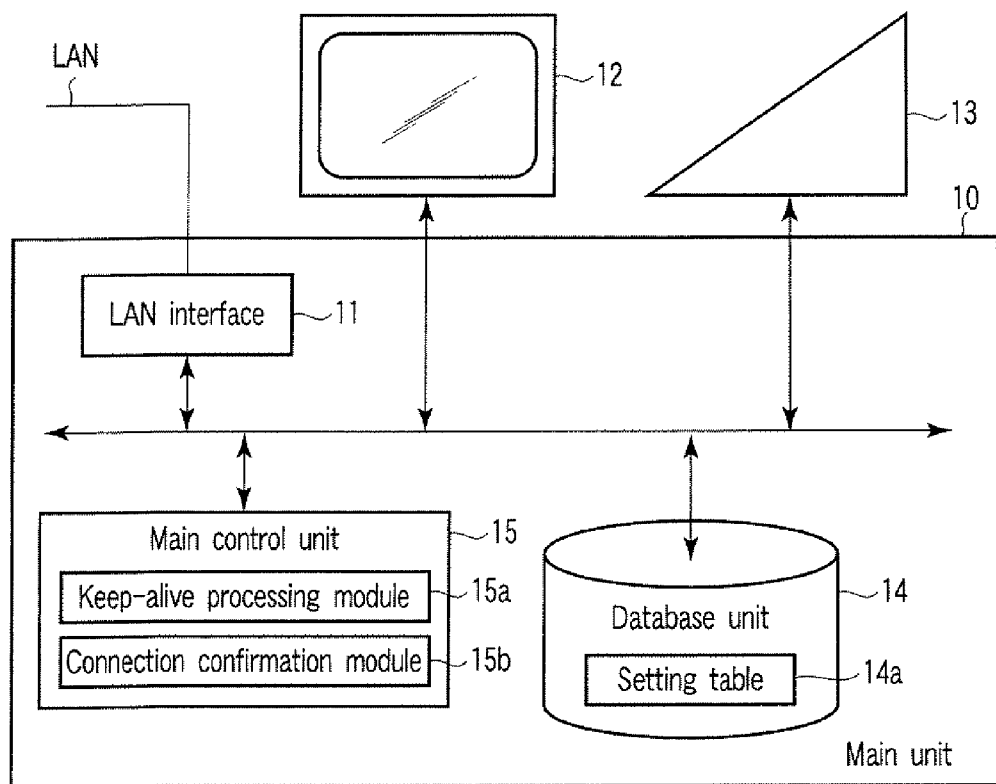 LAN
12
13
10
LAN interface
11
Main control unit
15
Keep-alive processing module
15a
Connection confirmation module
15b
Database unit
14
Setting table
14a
Main unit